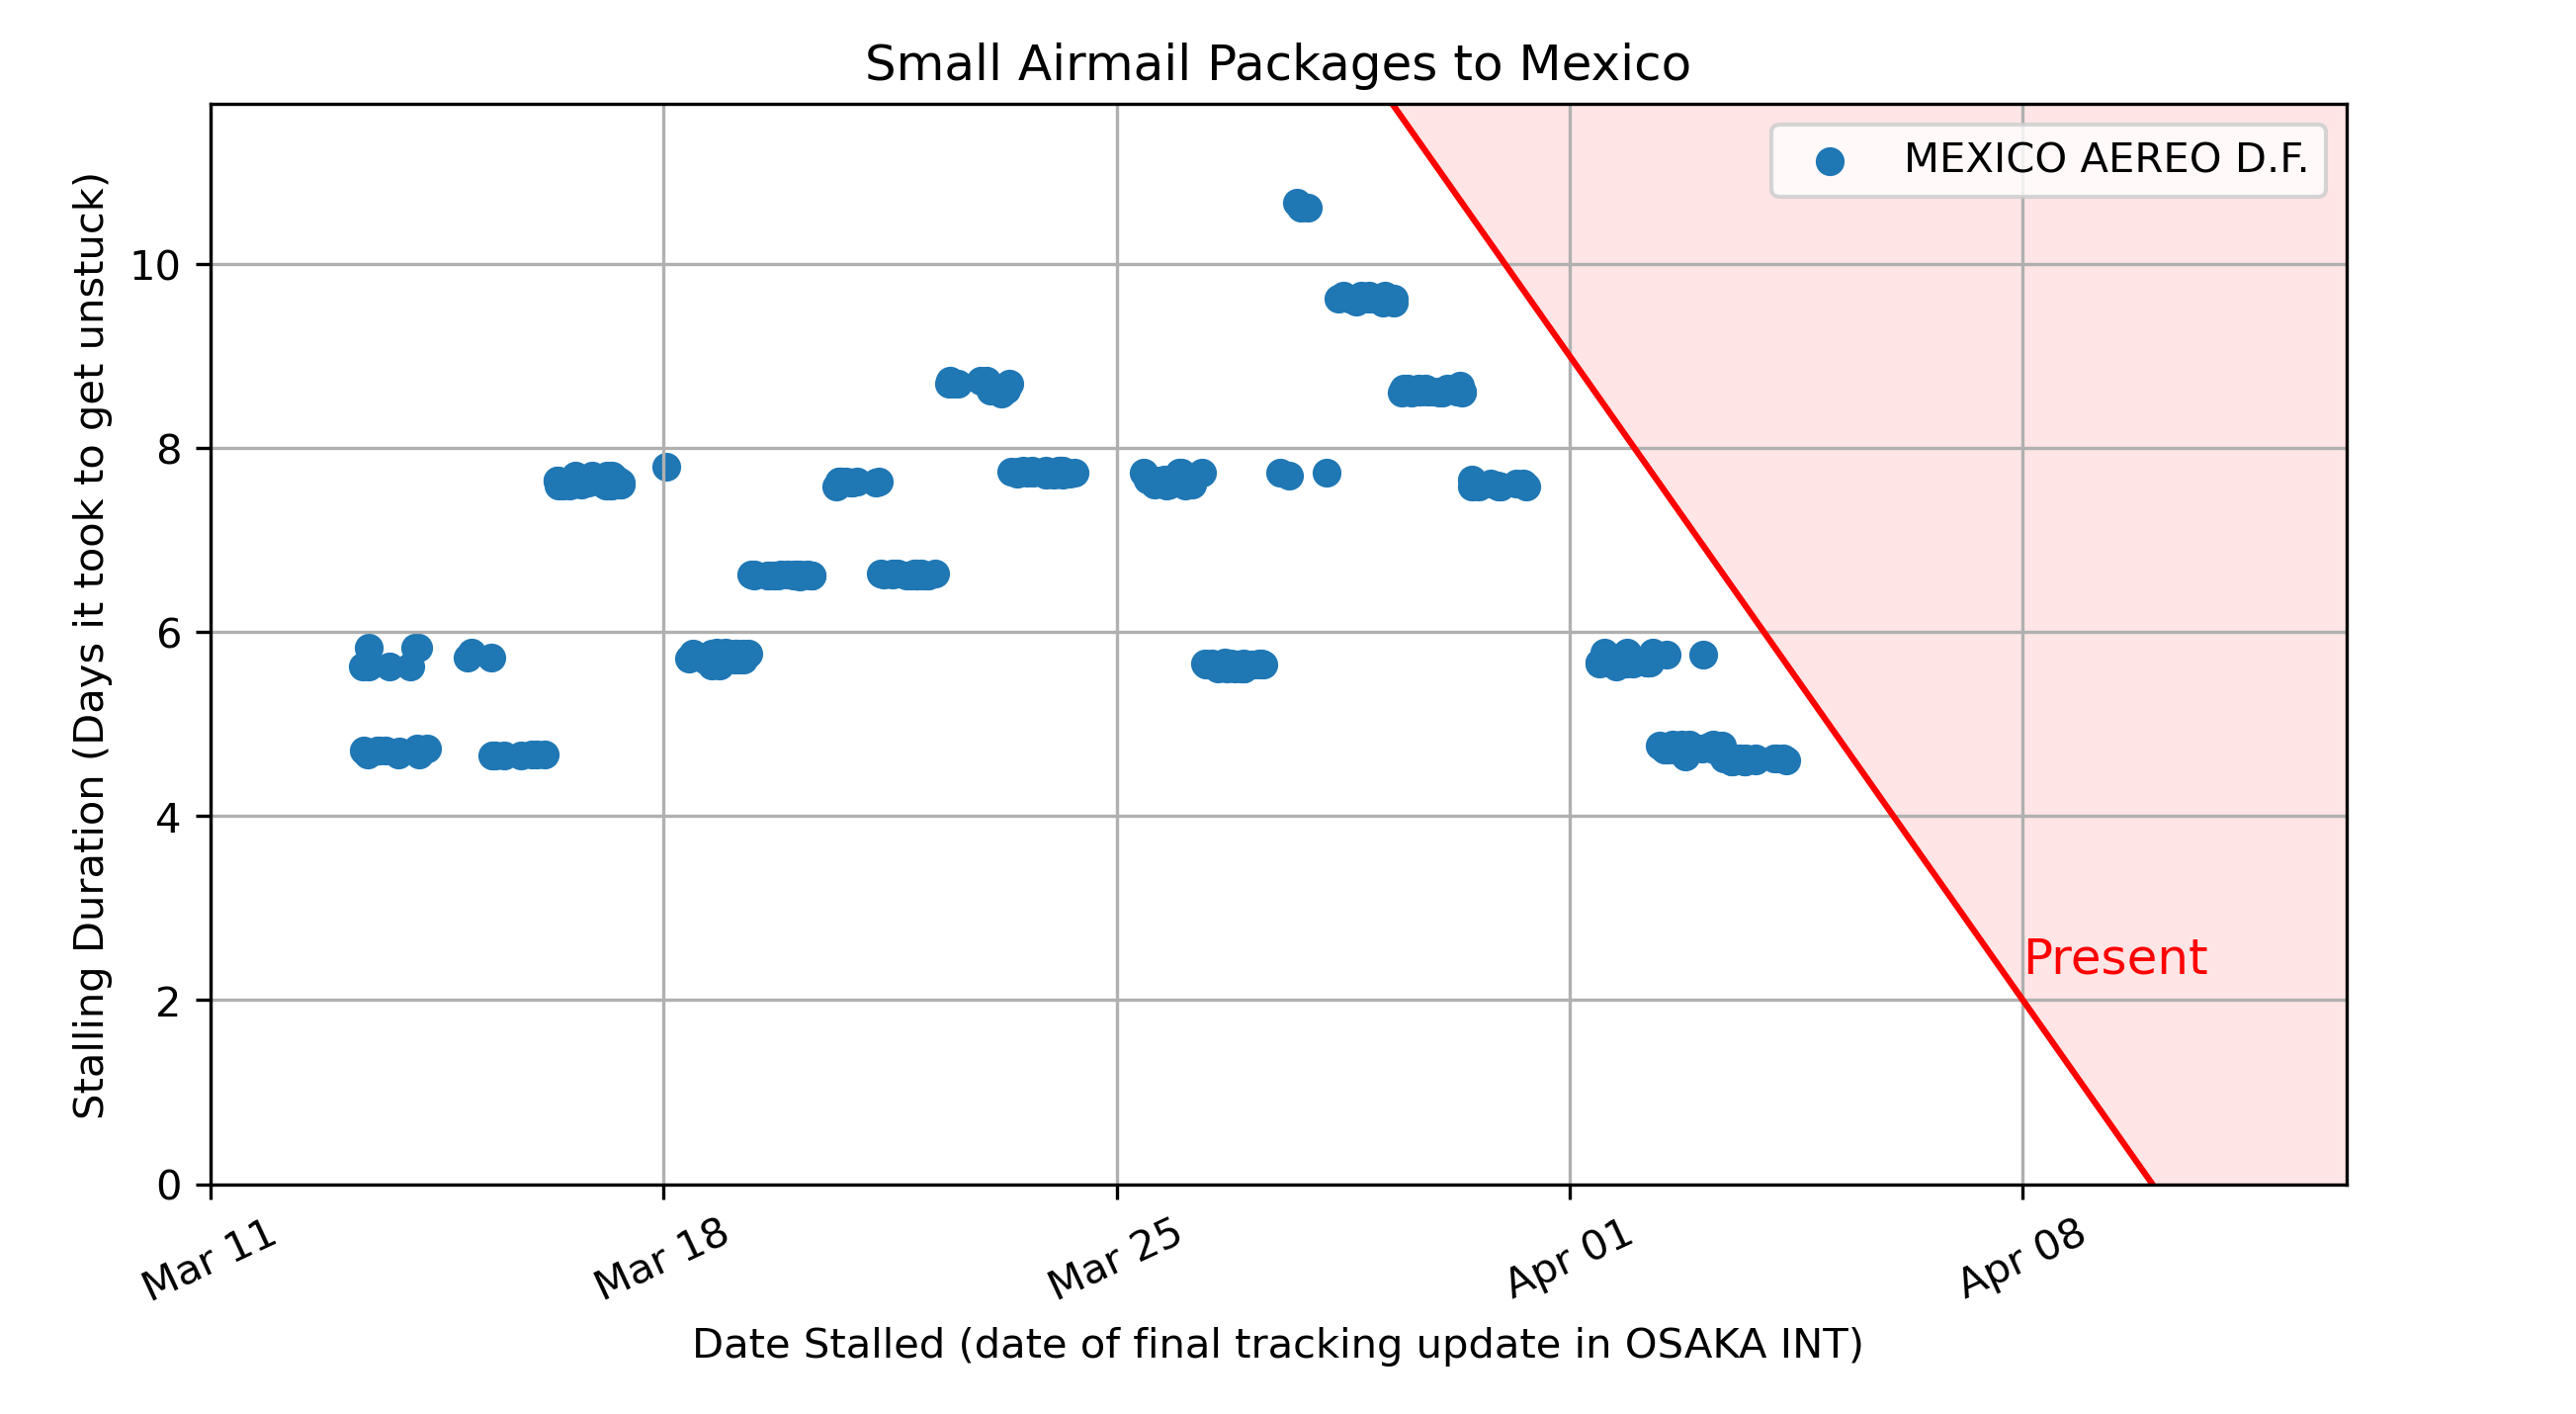 Small Airmail Packages to Mexico
MEXICO AEREO D.F.
Stalling Duration (Days it took to get unstuck)
10
8
6
4
2
0
Present
Mar 11
Mar 18
Mar 25
Apr 01
Apr 08
Date Stalled (date of final tracking update in OSAKA INT)